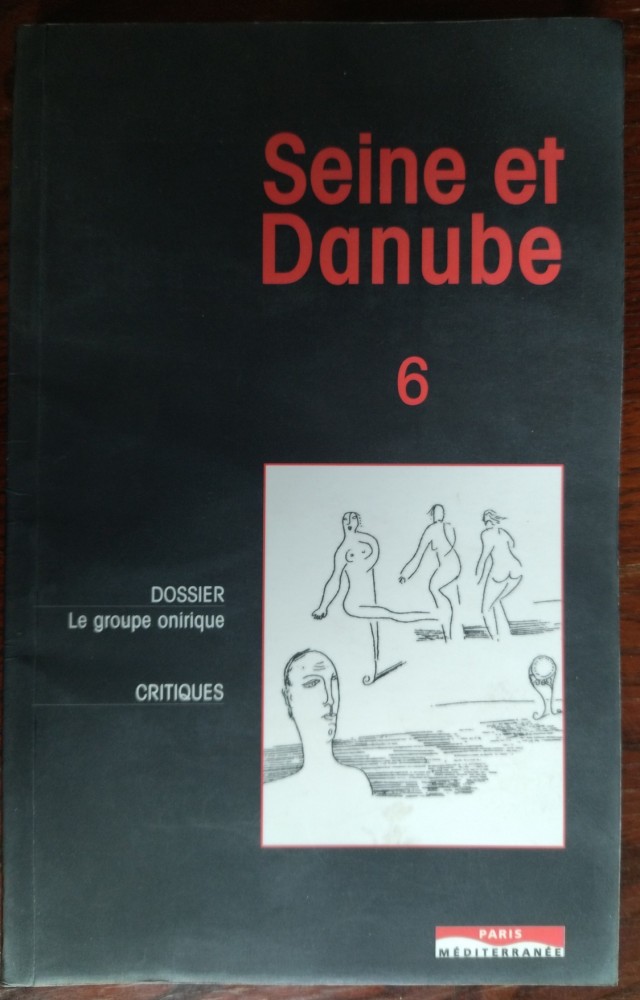 Seine et
Danube
6
DOSSIER
Le groupe onirique
CRITIQUES
PARIS
MÉDITERRANÉE